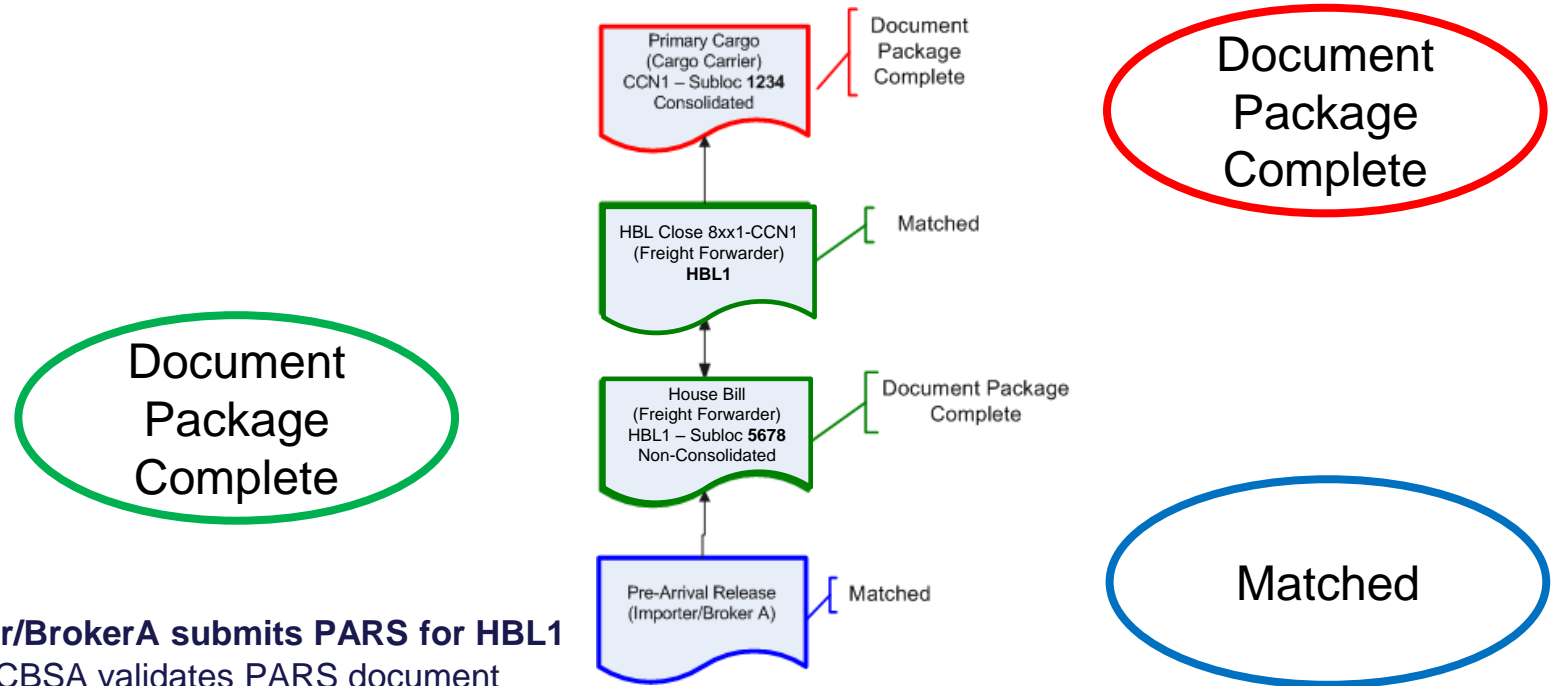 Primary Cargo
(Cargo Carrier)
CCN1 – Subloc 1234
Consolidated
Document
Package
Complete
Document
Package
Complete
HBL Close 8xx1-CCN1
(Freight Forwarder)
HBL1
Matched
Document
Package
Complete
House Bill
(Freight Forwarder)
HBL1 – Subloc 5678
Non-Consolidated
Document Package
Complete
Pre-Arrival Release
(Importer/Broker A)
Matched
Matched
r/BrokerA submits PARS for HBL1
CBSA validates PARS document